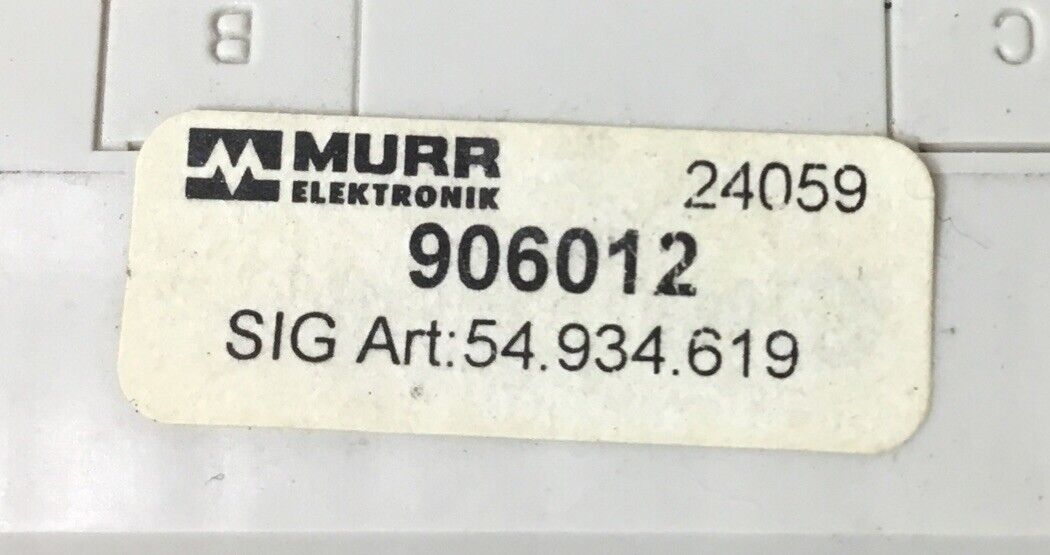 B
C
MURR 24059
ELEKTRONIK
906012
SIG Art:54.934.619